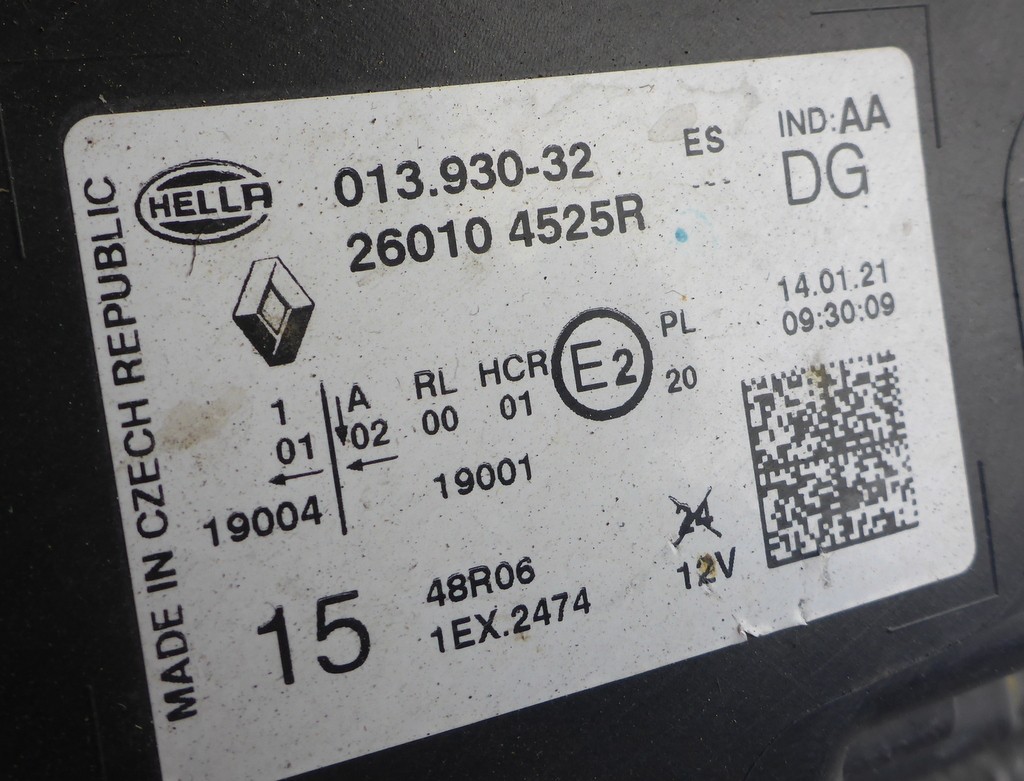 MADE IN CZECH REPUBLIC
HELLA
013.930-32
26010 4525R
ES
---
IND:AA
DG
14.01.21
09:30:09
1
01
19004
A
02
RL
00
HCR
01
E2
PL
20
19001
24
12V
15
48R06
1EX.2474